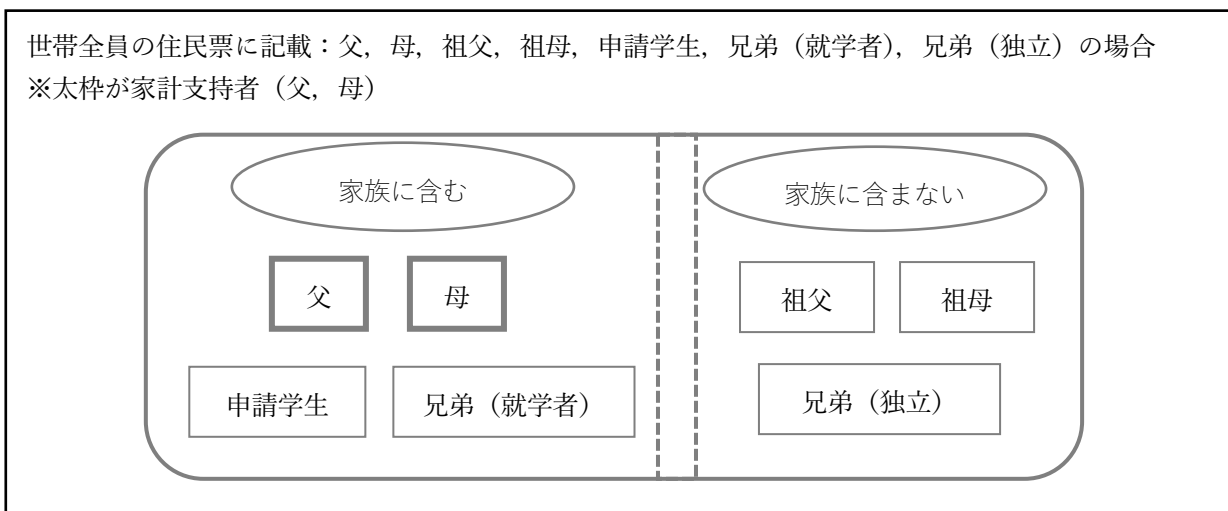 世帯全員の住民票に記載：父，母，祖父，祖母，申請学生，兄弟（就学者），兄弟（独立）の場合
※太枠が家計支持者（父，母）
家族に含む
家族に含まない
父
母
祖父
祖母
申請学生
兄弟（就学者）
兄弟（独立）